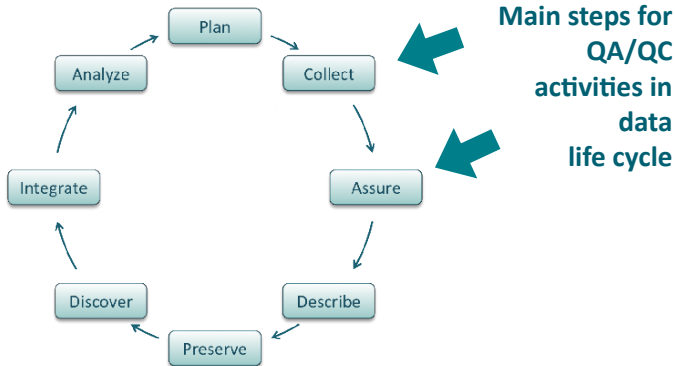 Plan
Collect
Assure
Describe
Preserve
Discover
Integrate
Analyze
Main steps for
QA/QC
activities in
data
life cycle